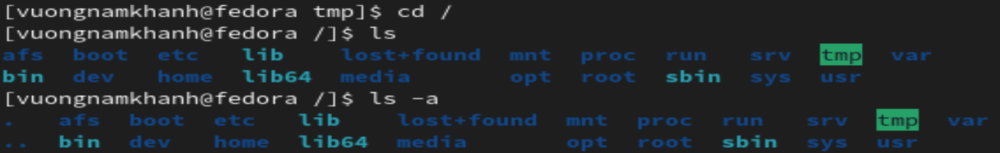 [vuongnamkhanh@fedora tmp]$ cd /
[vuongnamkhanh@fedora /]$ ls
afs boot etc lib lost+found mnt proc run srv tmp var
bin dev home lib64 media opt root sbin sys usr
[vuongnamkhanh@fedora /]$ ls -a
. afs boot etc lib lost+found mnt proc run srv tmp var
.. bin dev home lib64 media opt root sbin sys usr